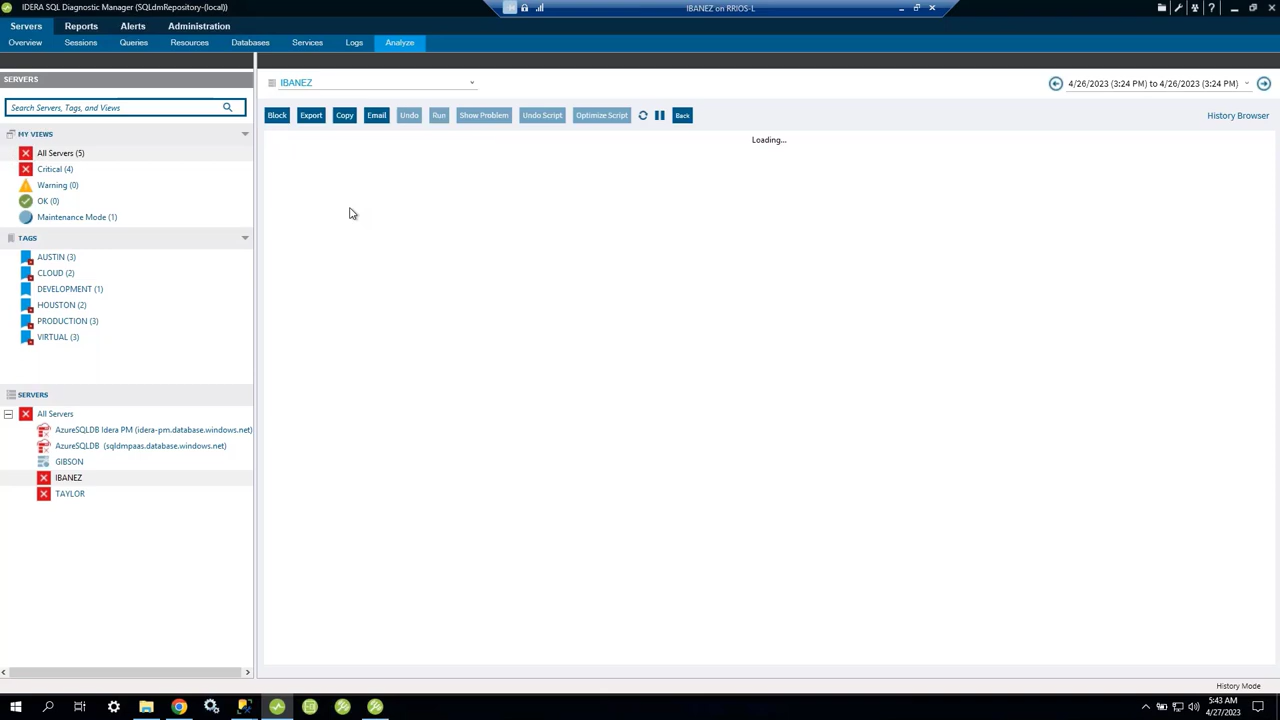 IDERA SQL Diagnostic Manager (SQLdmRepository-(local))
IBANEZ on RRIOS-L
Servers Reports Alerts Administration
Overview Sessions Queries Resources Databases Services Logs Analyze
SERVERS
IBANEZ
4/26/2023 (3:24 PM) to 4/26/2023 (3:24 PM)
Search Servers, Tags, and Views
Block Export Copy Email Undo Run Show Problem Undo Script Optimize Script Back
History Browser
MY VIEWS
Loading...
All Servers (5)
Critical (4)
Warning (0)
OK (0)
Maintenance Mode (1)
TAGS
AUSTIN (3)
CLOUD (2)
DEVELOPMENT (1)
HOUSTON (2)
PRODUCTION (3)
VIRTUAL (3)
SERVERS
All Servers
AzureSQLDB Idera PM (idera-pm.database.windows.net)
AzureSQLDB (sqldmpaas.database.windows.net)
GIBSON
IBANEZ
TAYLOR
History Mode
5:43 AM
4/27/2023